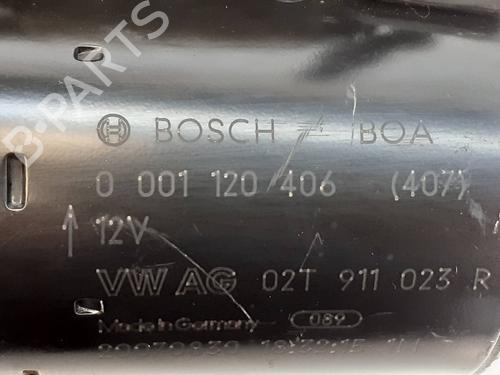 B-PARTS
BOSCH BOA
0 001 120 406 (407)
12V
VW AG 02T 911 023 R
Made in Germany 089